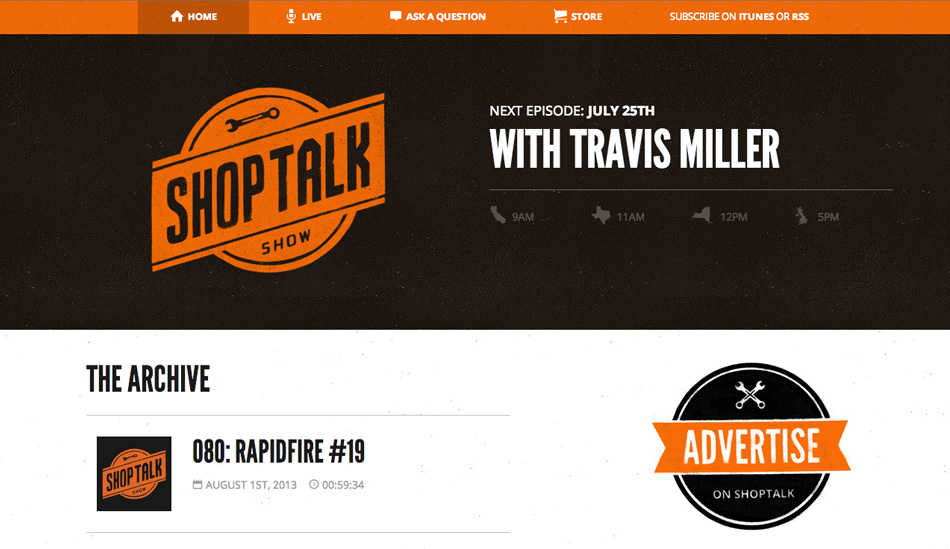 HOME
LIVE
ASK A QUESTION
STORE
SUBSCRIBE ON ITUNES OR RSS
SHOP TALK
SHOW
NEXT EPISODE: JULY 25TH
WITH TRAVIS MILLER
9AM
11AM
12PM
5PM
THE ARCHIVE
SHOP TALK
SHOW
080: RAPIDFIRE #19
AUGUST 1ST, 2013
00:59:34
ADVERTISE
ON SHOPTALK